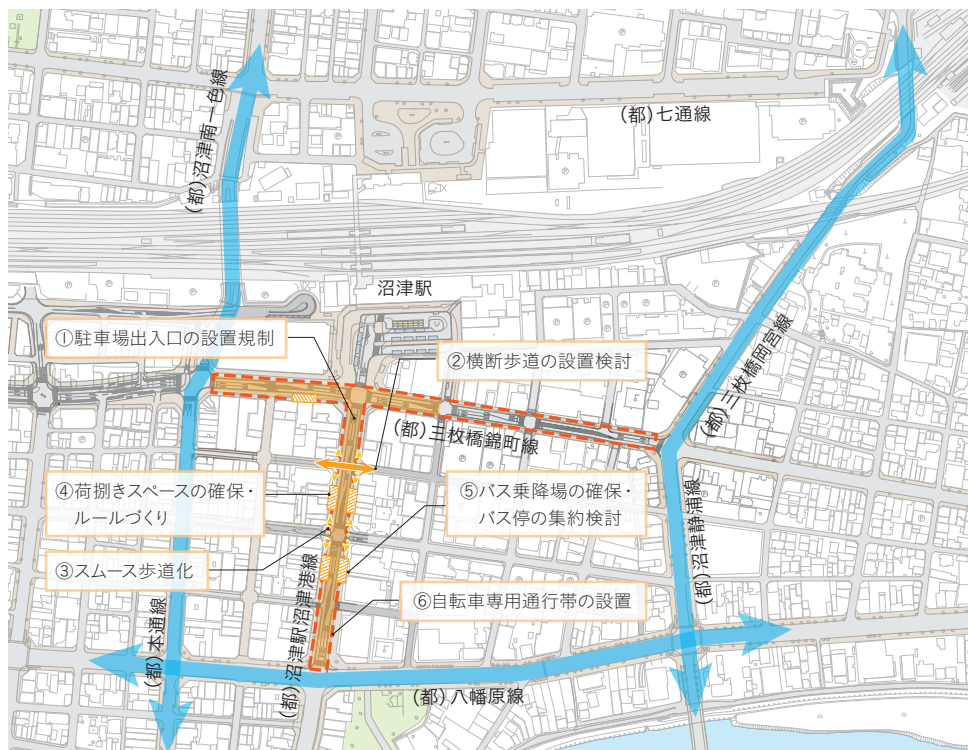 (都)七通線
(都)沼津南一色線
沼津駅
①駐車場出入口の設置規制
②横断歩道の設置検討
(都)三枚橋岡宮線
(都)三枚橋錦町線
④荷捌きスペースの確保・
ルールづくり
⑤バス乗降場の確保・
バス停の集約検討
③スムース歩道化
⑥自転車専用通行帯の設置
(都)沼津静浦線
(都)本通線
(都)沼津駅沼津港線
(都)八幡原線